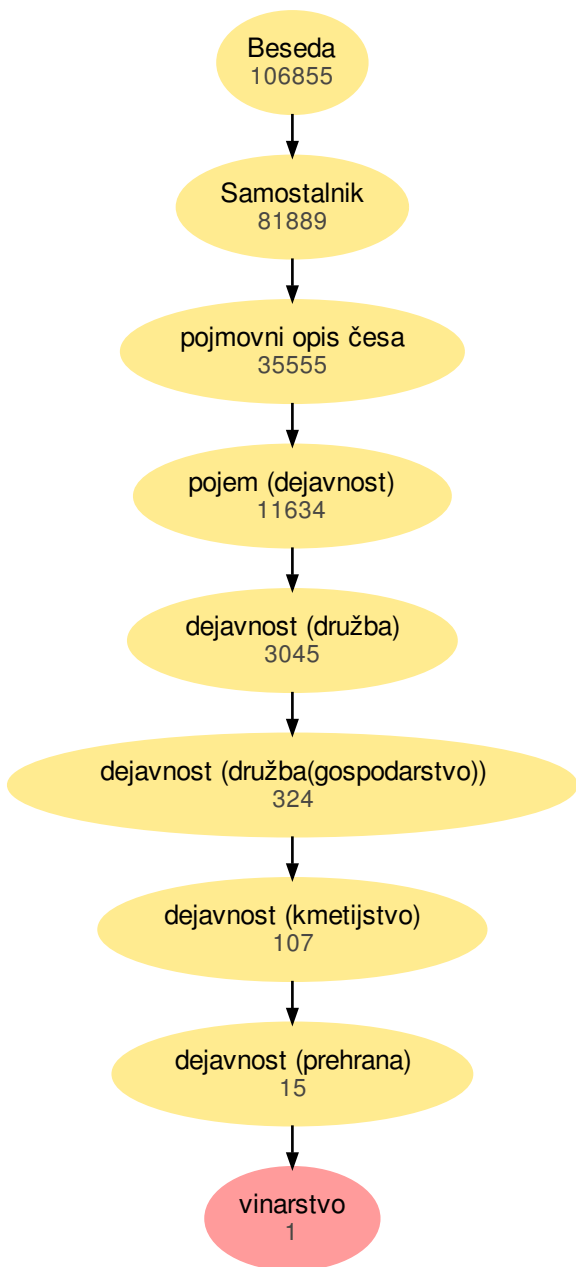 Beseda
106855
Samostalnik
81889
pojmovni opis česa
35555
pojem (dejavnost)
11634
dejavnost (družba)
3045
dejavnost (družba(gospodarstvo))
324
dejavnost (kmetijstvo)
107
dejavnost (prehrana)
15
vinarstvo
1